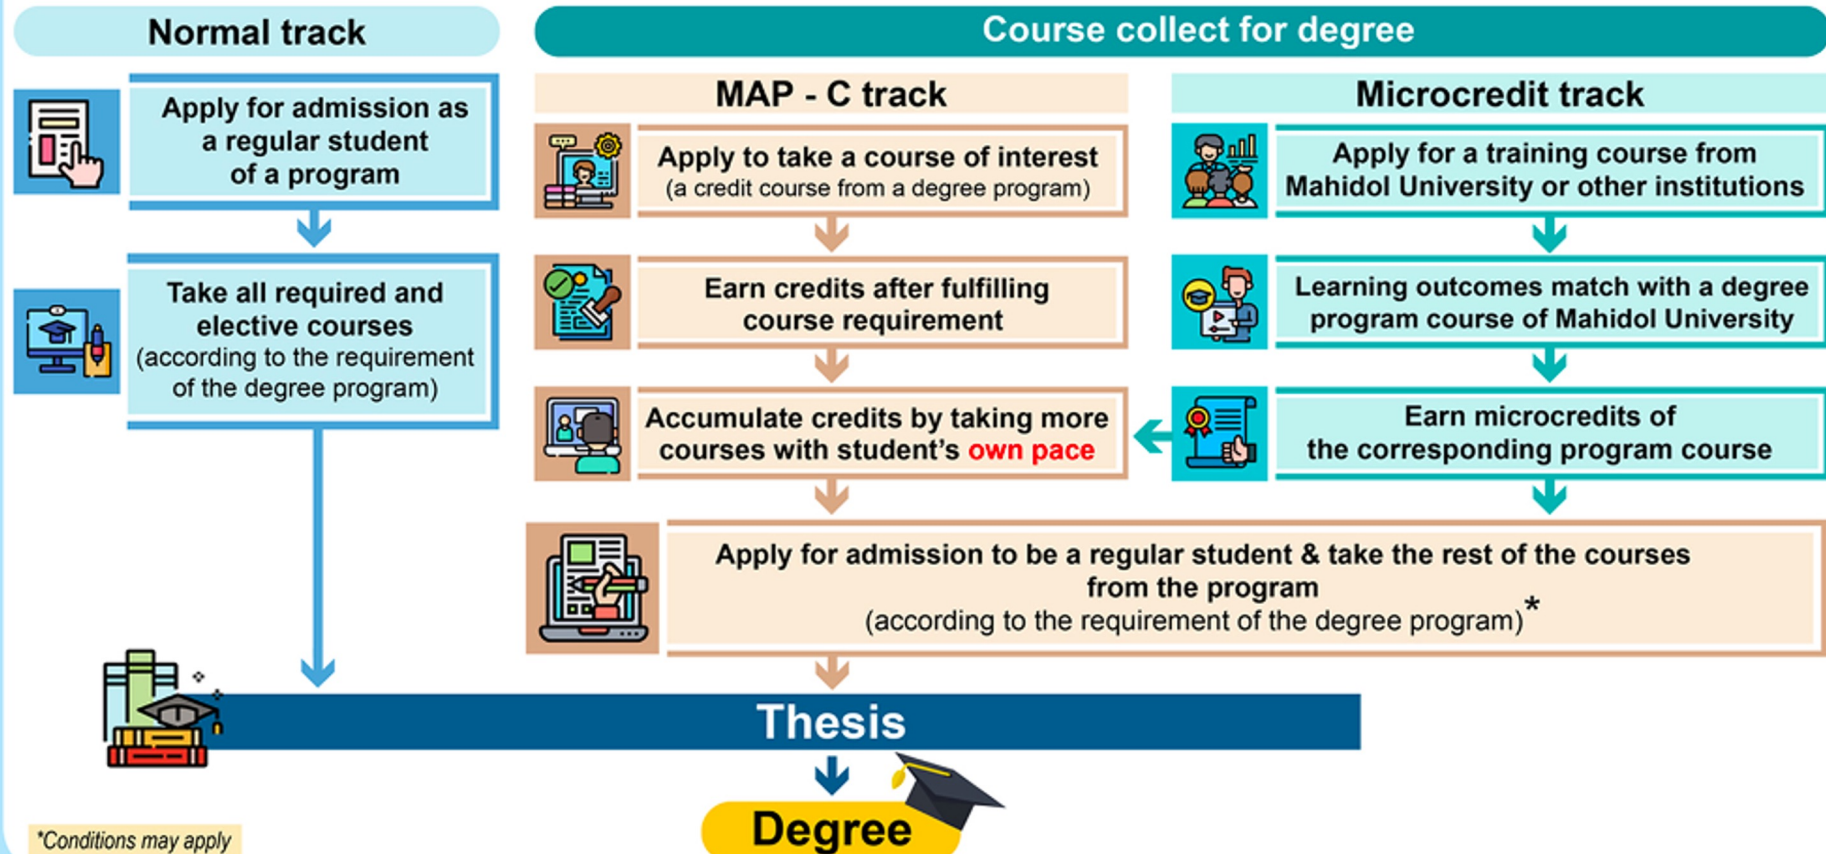 Normal track
Apply for admission as
a regular student
of a program
Take all required and
elective courses
(according to the requirement
of the degree program)
Course collect for degree
MAP - C track
Apply to take a course of interest
(a credit course from a degree program)
Earn credits after fulfilling
course requirement
Accumulate credits by taking more
courses with student's own pace
Microcredit track
Apply for a training course from
Mahidol University or other institutions
Learning outcomes match with a degree
program course of Mahidol University
Earn microcredits of
the corresponding program course
Apply for admission to be a regular student & take the rest of the courses
from the program
(according to the requirement of the degree program)*
Thesis
Degree
*Conditions may apply